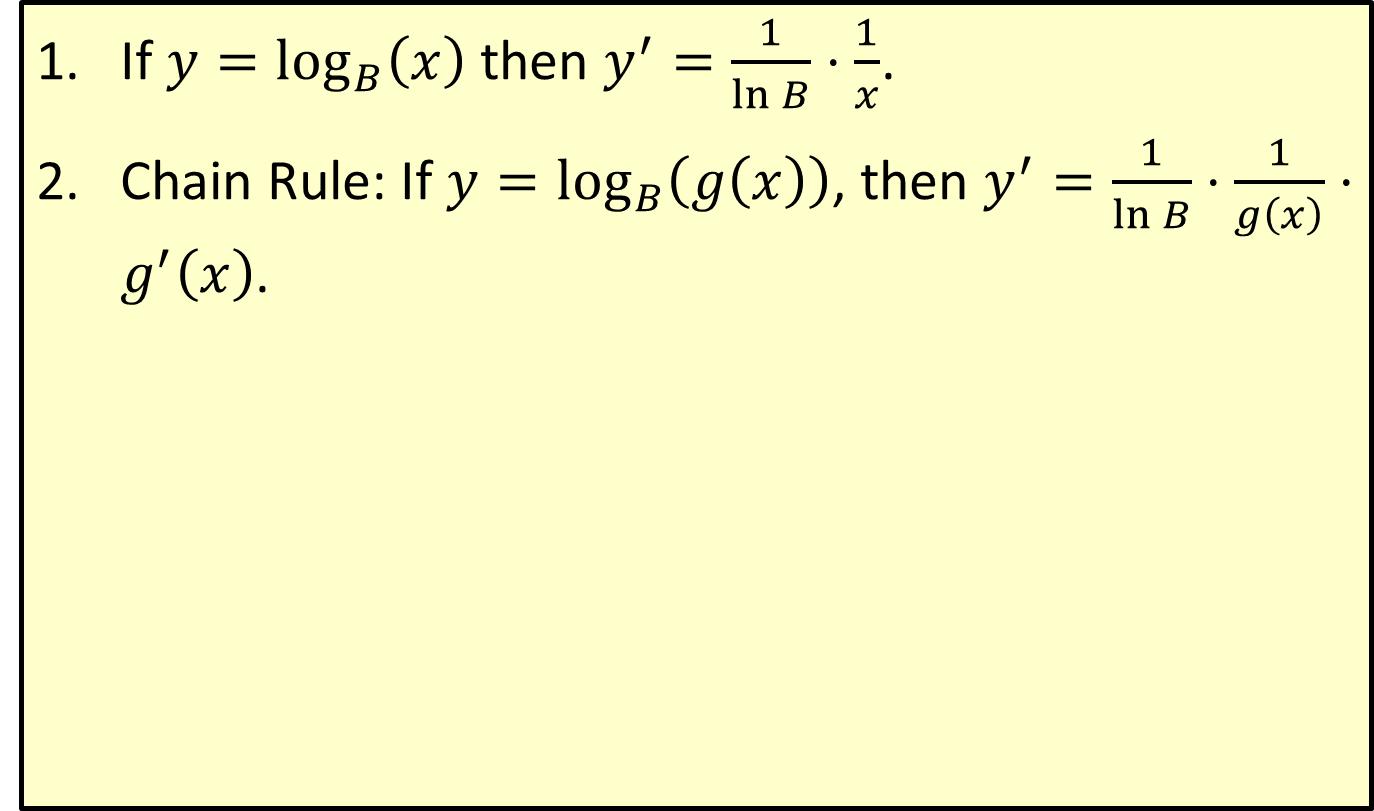 1. If y = log_B(x) then y′ = 1/ln B · 1/x.
2. Chain Rule: If y = log_B(g(x)), then y′ = 1/ln B · 1/g(x) ·
g′(x).